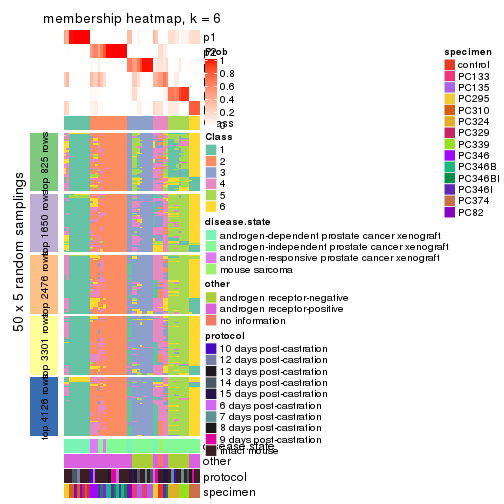 membership heatmap, k = 6
50 x 5 random samplings
top 825 rows
top 1650 rows
top 2476 rows
top 3301 rows
top 4126 rows
p1
p2
Prob
1
0.8
0.6
0.4
0.2
0
Class
1
2
3
4
5
6
disease.state
androgen-dependent prostate cancer xenograft
androgen-independent prostate cancer xenograft
androgen-responsive prostate cancer xenograft
mouse sarcoma
other
androgen receptor-negative
androgen receptor-positive
no information
protocol
10 days post-castration
12 days post-castration
13 days post-castration
14 days post-castration
15 days post-castration
6 days post-castration
7 days post-castration
8 days post-castration
9 days post-castration
intact mouse
disease.state
other
protocol
specimen
specimen
control
PC133
PC135
PC295
PC310
PC324
PC329
PC339
PC346
PC346B
PC346BI
PC346I
PC374
PC82